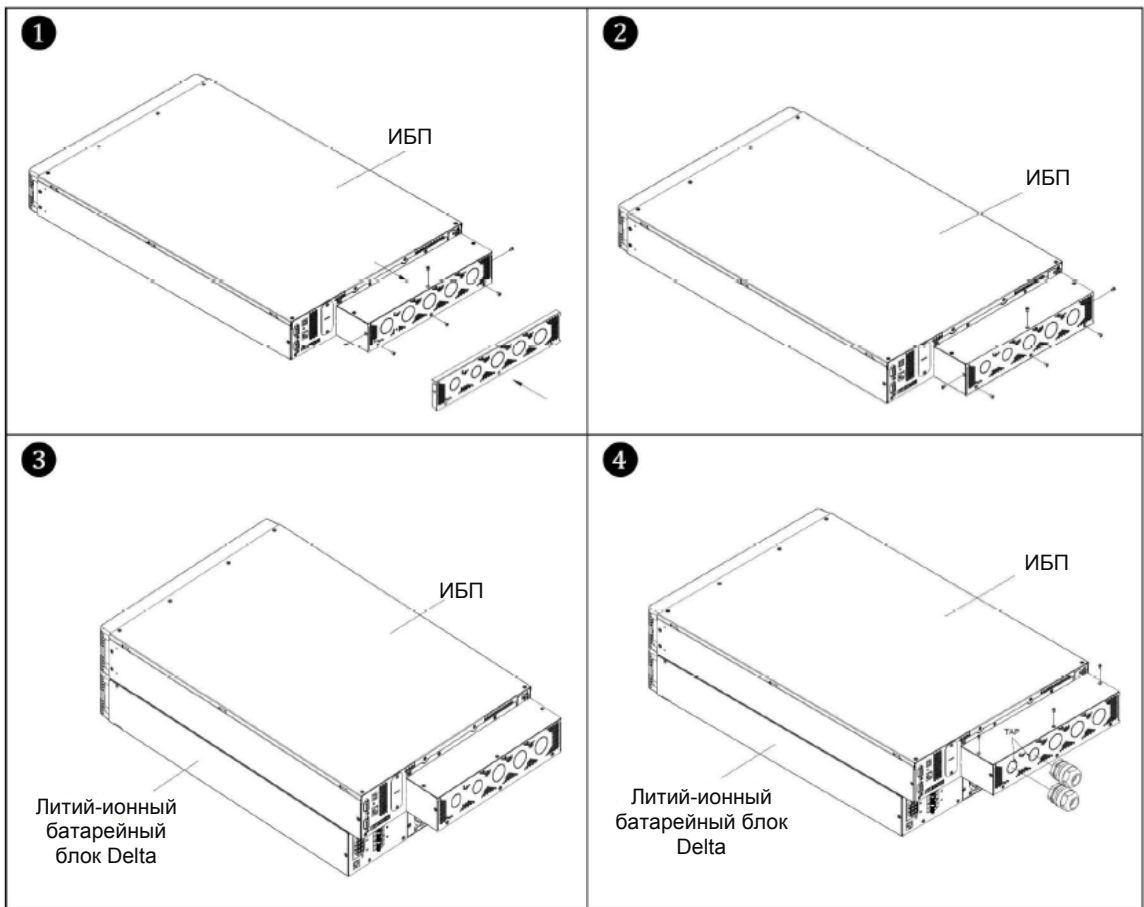 1
ИБП
2
ИБП
3
ИБП
Литий-ионный
батарейный
блок Delta
4
ИБП
TAP
Литий-ионный
батарейный блок
Delta